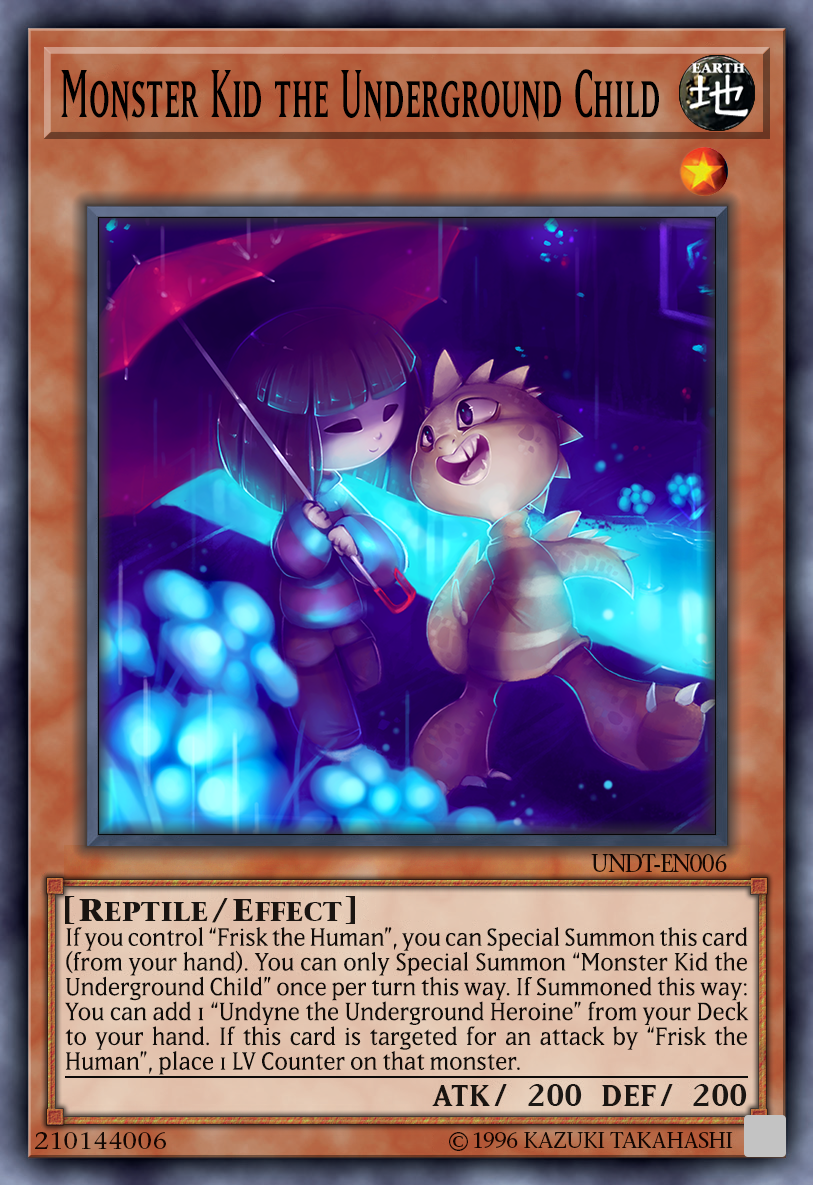 Monster Kid the Underground Child
EARTH
地
UNDT-EN006
[Reptile/Effect]
If you control “Frisk the Human”, you can Special Summon this card
(from your hand). You can only Special Summon “Monster Kid the
Underground Child” once per turn this way. If Summoned this way:
You can add 1 “Undyne the Underground Heroine” from your Deck
to your hand. If this card is targeted for an attack by “Frisk the
Human”, place 1 LV Counter on that monster.
ATK/ 200 DEF/ 200
210144006
© 1996 KAZUKI TAKAHASHI